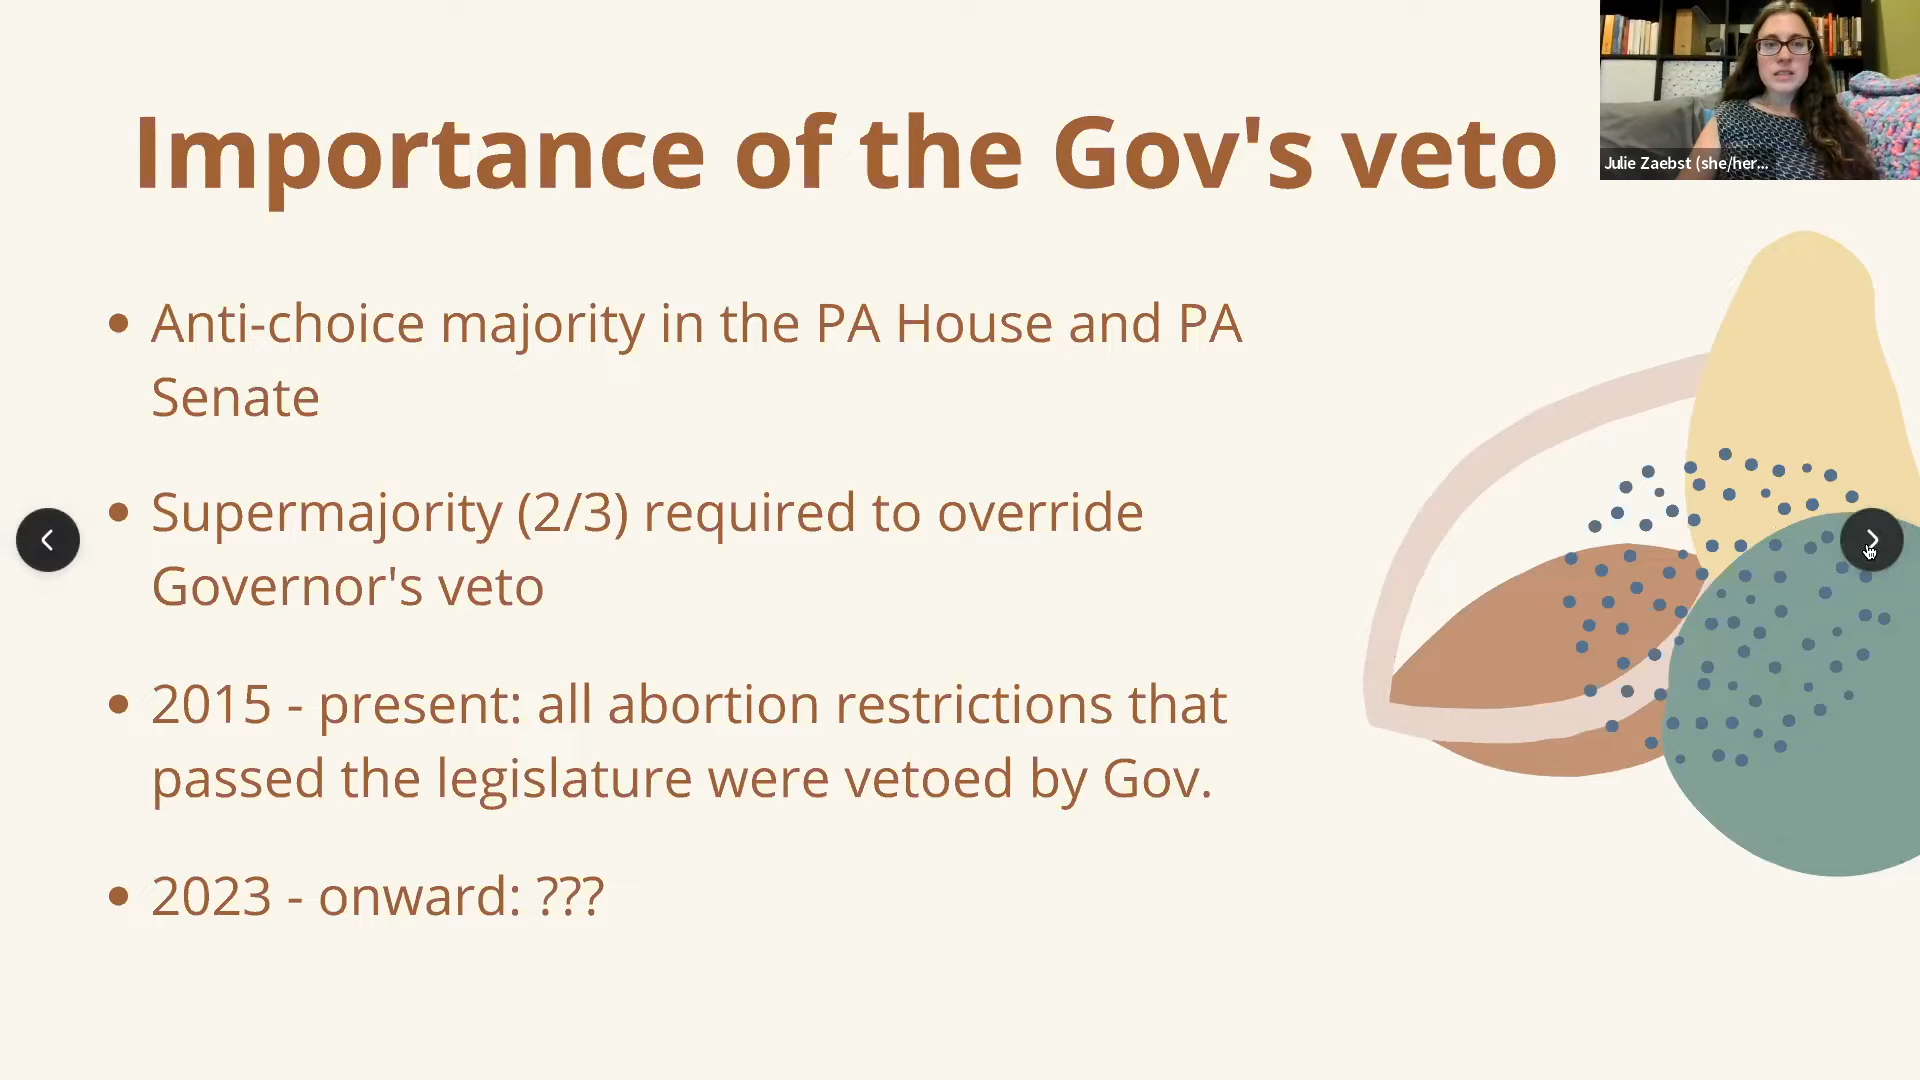 Importance of the Gov's veto
Julie Zaebst (she/her...
• Anti-choice majority in the PA House and PA
Senate
• Supermajority (2/3) required to override
Governor's veto
• 2015 - present: all abortion restrictions that
passed the legislature were vetoed by Gov.
• 2023 - onward: ???